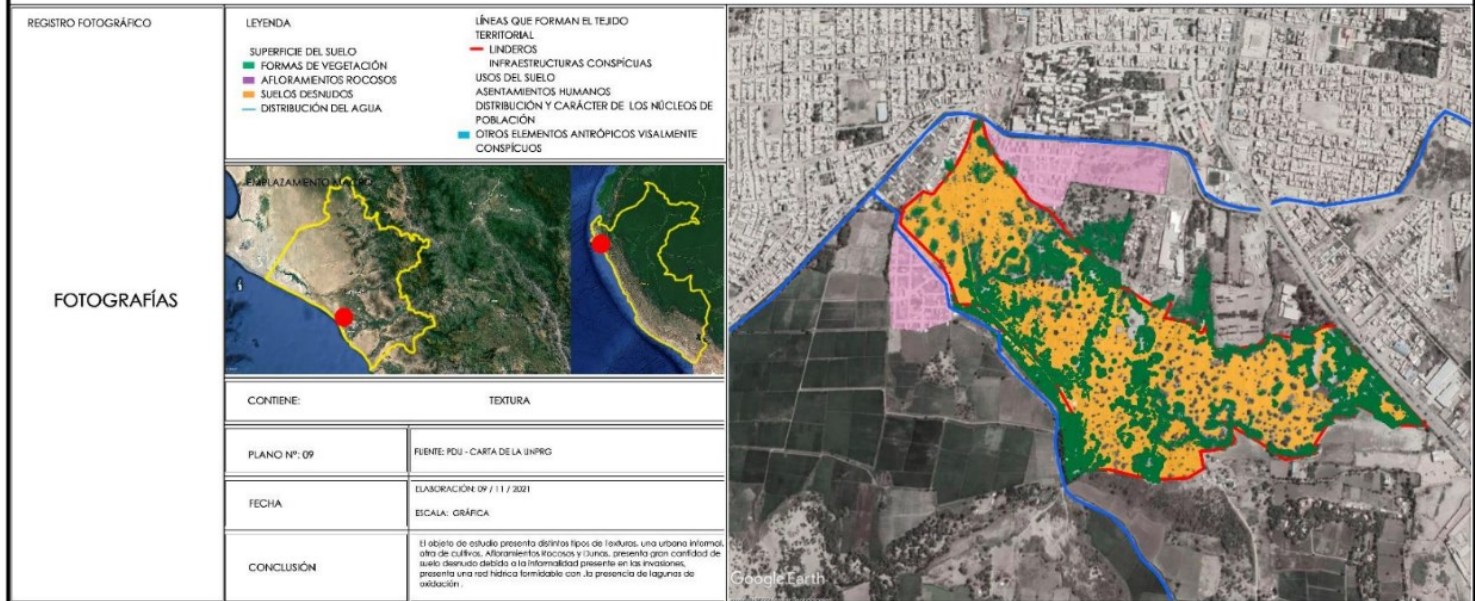 REGISTRO FOTOGRÁFICO
FOTOGRAFÍAS
LEYENDA
SUPERFICIE DEL SUELO
FORMAS DE VEGETACIÓN
AFLORAMIENTOS ROCOSOS
SUELOS DESNUDOS
DISTRIBUCIÓN DEL AGUA
LÍNEAS QUE FORMAN EL TEJIDO
TERRITORIAL
LINDEROS
INFRAESTRUCTURAS CONSPÍCUAS
USOS DEL SUELO
ASENTAMIENTOS HUMANOS
DISTRIBUCIÓN Y CARÁCTER DE LOS NÚCLEOS DE
POBLACIÓN
OTROS ELEMENTOS ANTRÓPICOS VISALMENTE
CONSPÍCUOS
EMPLAZAMIENTO
CONTIENE:
TEXTURA
PLANO Nº: 09
FUENTE: PDU - CARTA DE LA UNPRG
FECHA
ELABORACIÓN: 09 / 11 / 2021
ESCALA: GRÁFICA
CONCLUSIÓN
El objeto de estudio presenta distintos tipos de Texturas, una urbana informal,
otra de cultivos, Afloramientos Rocosos y Dunas, presenta gran cantidad de
suelo desnudo debido a la informalidad presente en las invasiones,
presenta una red hídrica formidable con .la presencia de lagunas de
oxidación .
Google Earth